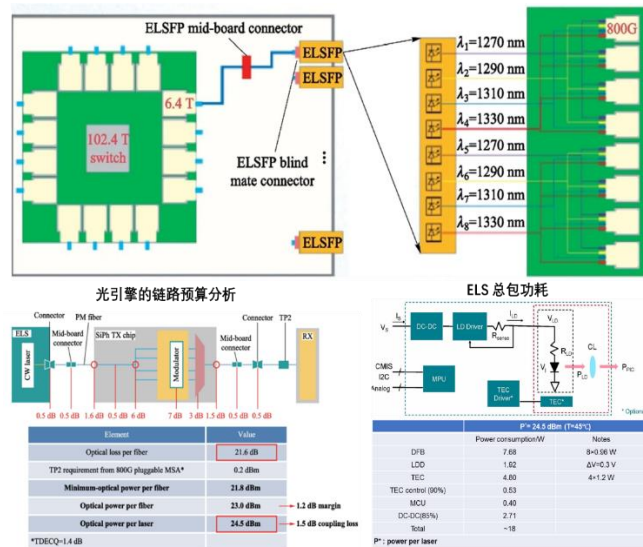 ELSFP mid-board connector
ELSFP
ELSFP
6.4 T
102.4 T
switch
ELSFP blind
mate connector
⋮
ELSFP
λ₁=1270 nm
λ₂=1290 nm
λ₃=1310 nm
λ₄=1330 nm
λ₅=1270 nm
λ₆=1290 nm
λ₇=1310 nm
λ₈=1330 nm
800G
光引擎的链路预算分析
ELS
CW laser
Connector
Mid-board
connector
PM fiber
SiPh TX chip
Modulator
Mid-board
connector
Connector
TP2
RX
0.5 dB
0.5 dB
1.6 dB
0.5 dB
6 dB
7 dB
3 dB
1.5 dB
0.5 dB
0.5 dB
Element Value
Optical loss per fiber 21.6 dB
TP2 requirement from 800G pluggable MSA* 0.2 dBm
Minimum-optical power per fiber 21.8 dBm
Optical power per fiber 23.0 dBm
1.2 dB margin
Optical power per laser 24.5 dBm
1.5 dB coupling loss
*TDECQ=1.4 dB
ELS 总包功耗
DC-DC
LD Driver
Rsense
ILD
VLD
RLD
PLD
CL
PPIC
CMIS
I2C
Analog
MPU
TEC
Driver*
TEC*
P*= 24.5 dBm (T=45℃)
Power consumption/W Notes
DFB 7.68 8×0.96 W
LDD 1.92 ΔV=0.3 V
TEC 4.80 4×1.2 W
TEC control (90%) 0.53
MCU 0.40
DC-DC(85%) 2.71
Total ~18
P* : power per laser